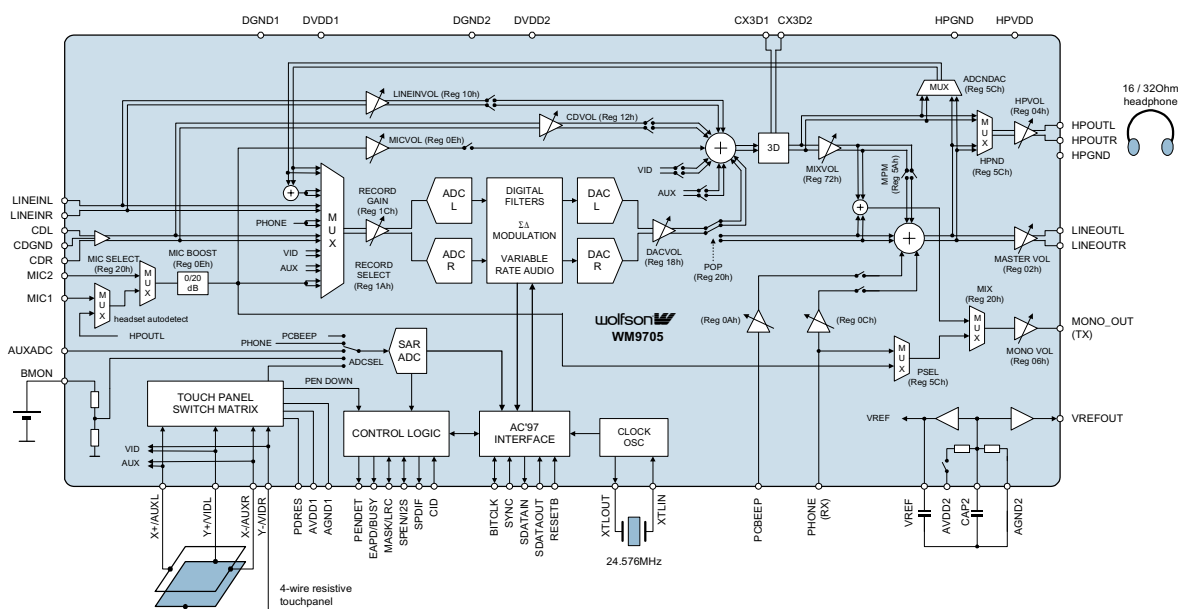 DGND1
DVDD1
DGND2
DVDD2
CX3D1
CX3D2
HPGND
HPVDD
16 / 32Ohm
headphone
MUX
ADCNDAC
(Reg 5Ch)
HPVOL
(Reg 04h)
LINEINVOL (Reg 10h)
CDVOL (Reg 12h)
MICVOL (Reg 0Eh)
MUX
HPND
(Reg 5Ch)
HPOUTL
HPOUTR
HPGND
3D
MIXVOL
(Reg 72h)
MPM
(Reg 5Ah)
VID
AUX
LINEINL
LINEINR
CDL
CDGND
CDR
MIC2
MIC1
PHONE
VID
AUX
MUX
RECORD
GAIN
(Reg 1Ch)
RECORD
SELECT
(Reg 1Ah)
ADC
L
ADC
R
DIGITAL
FILTERS
ΣΔ
MODULATION
VARIABLE
RATE AUDIO
DAC
L
DAC
R
DACVOL
(Reg 18h)
POP
(Reg 20h)
LINEOUTL
LINEOUTR
MASTER VOL
(Reg 02h)
MIC SELECT
(Reg 20h)
MUX
MIC BOOST
(Reg 0Eh)
0/20
dB
MUX
headset autodetect
HPOUTL
wolfson
WM9705
(Reg 0Ah)
(Reg 0Ch)
MIX
(Reg 20h)
MUX
MONO_OUT
(TX)
MONO VOL
(Reg 06h)
MUX
PSEL
(Reg 5Ch)
AUXADC
BMON
PCBEEP
PHONE
ADCSEL
SAR
ADC
PEN DOWN
TOUCH PANEL
SWITCH MATRIX
CONTROL LOGIC
AC'97
INTERFACE
CLOCK
OSC
VREF
VREFOUT
VID
AUX
X+/AUXL
Y+/VIDL
X-/AUXR
Y-/VIDR
PDRES
AVDD1
AGND1
PENDET
EAPD/BUSY
MASK/LRC
SPEN/I2S
SPDIF
CID
BITCLK
SYNC
SDATAIN
SDATAOUT
RESETB
XTLOUT
XTLIN
24.576MHz
PCBEEP
PHONE
(RX)
VREF
AVDD2
CAP2
AGND2
4-wire resistive
touchpanel